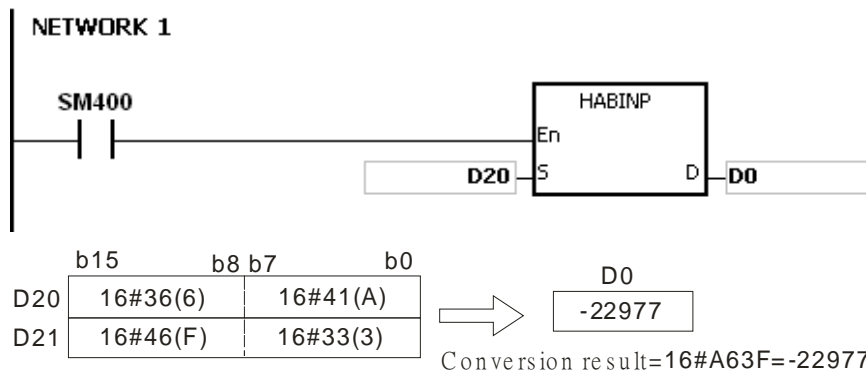 NETWORK 1
SM400
HABINP
En
D20 S D D0
b15 b8 b7 b0
D0
D20 16#36(6) 16#41(A)
-22977
D21 16#46(F) 16#33(3)
Conversion result=16#A63F=-22977